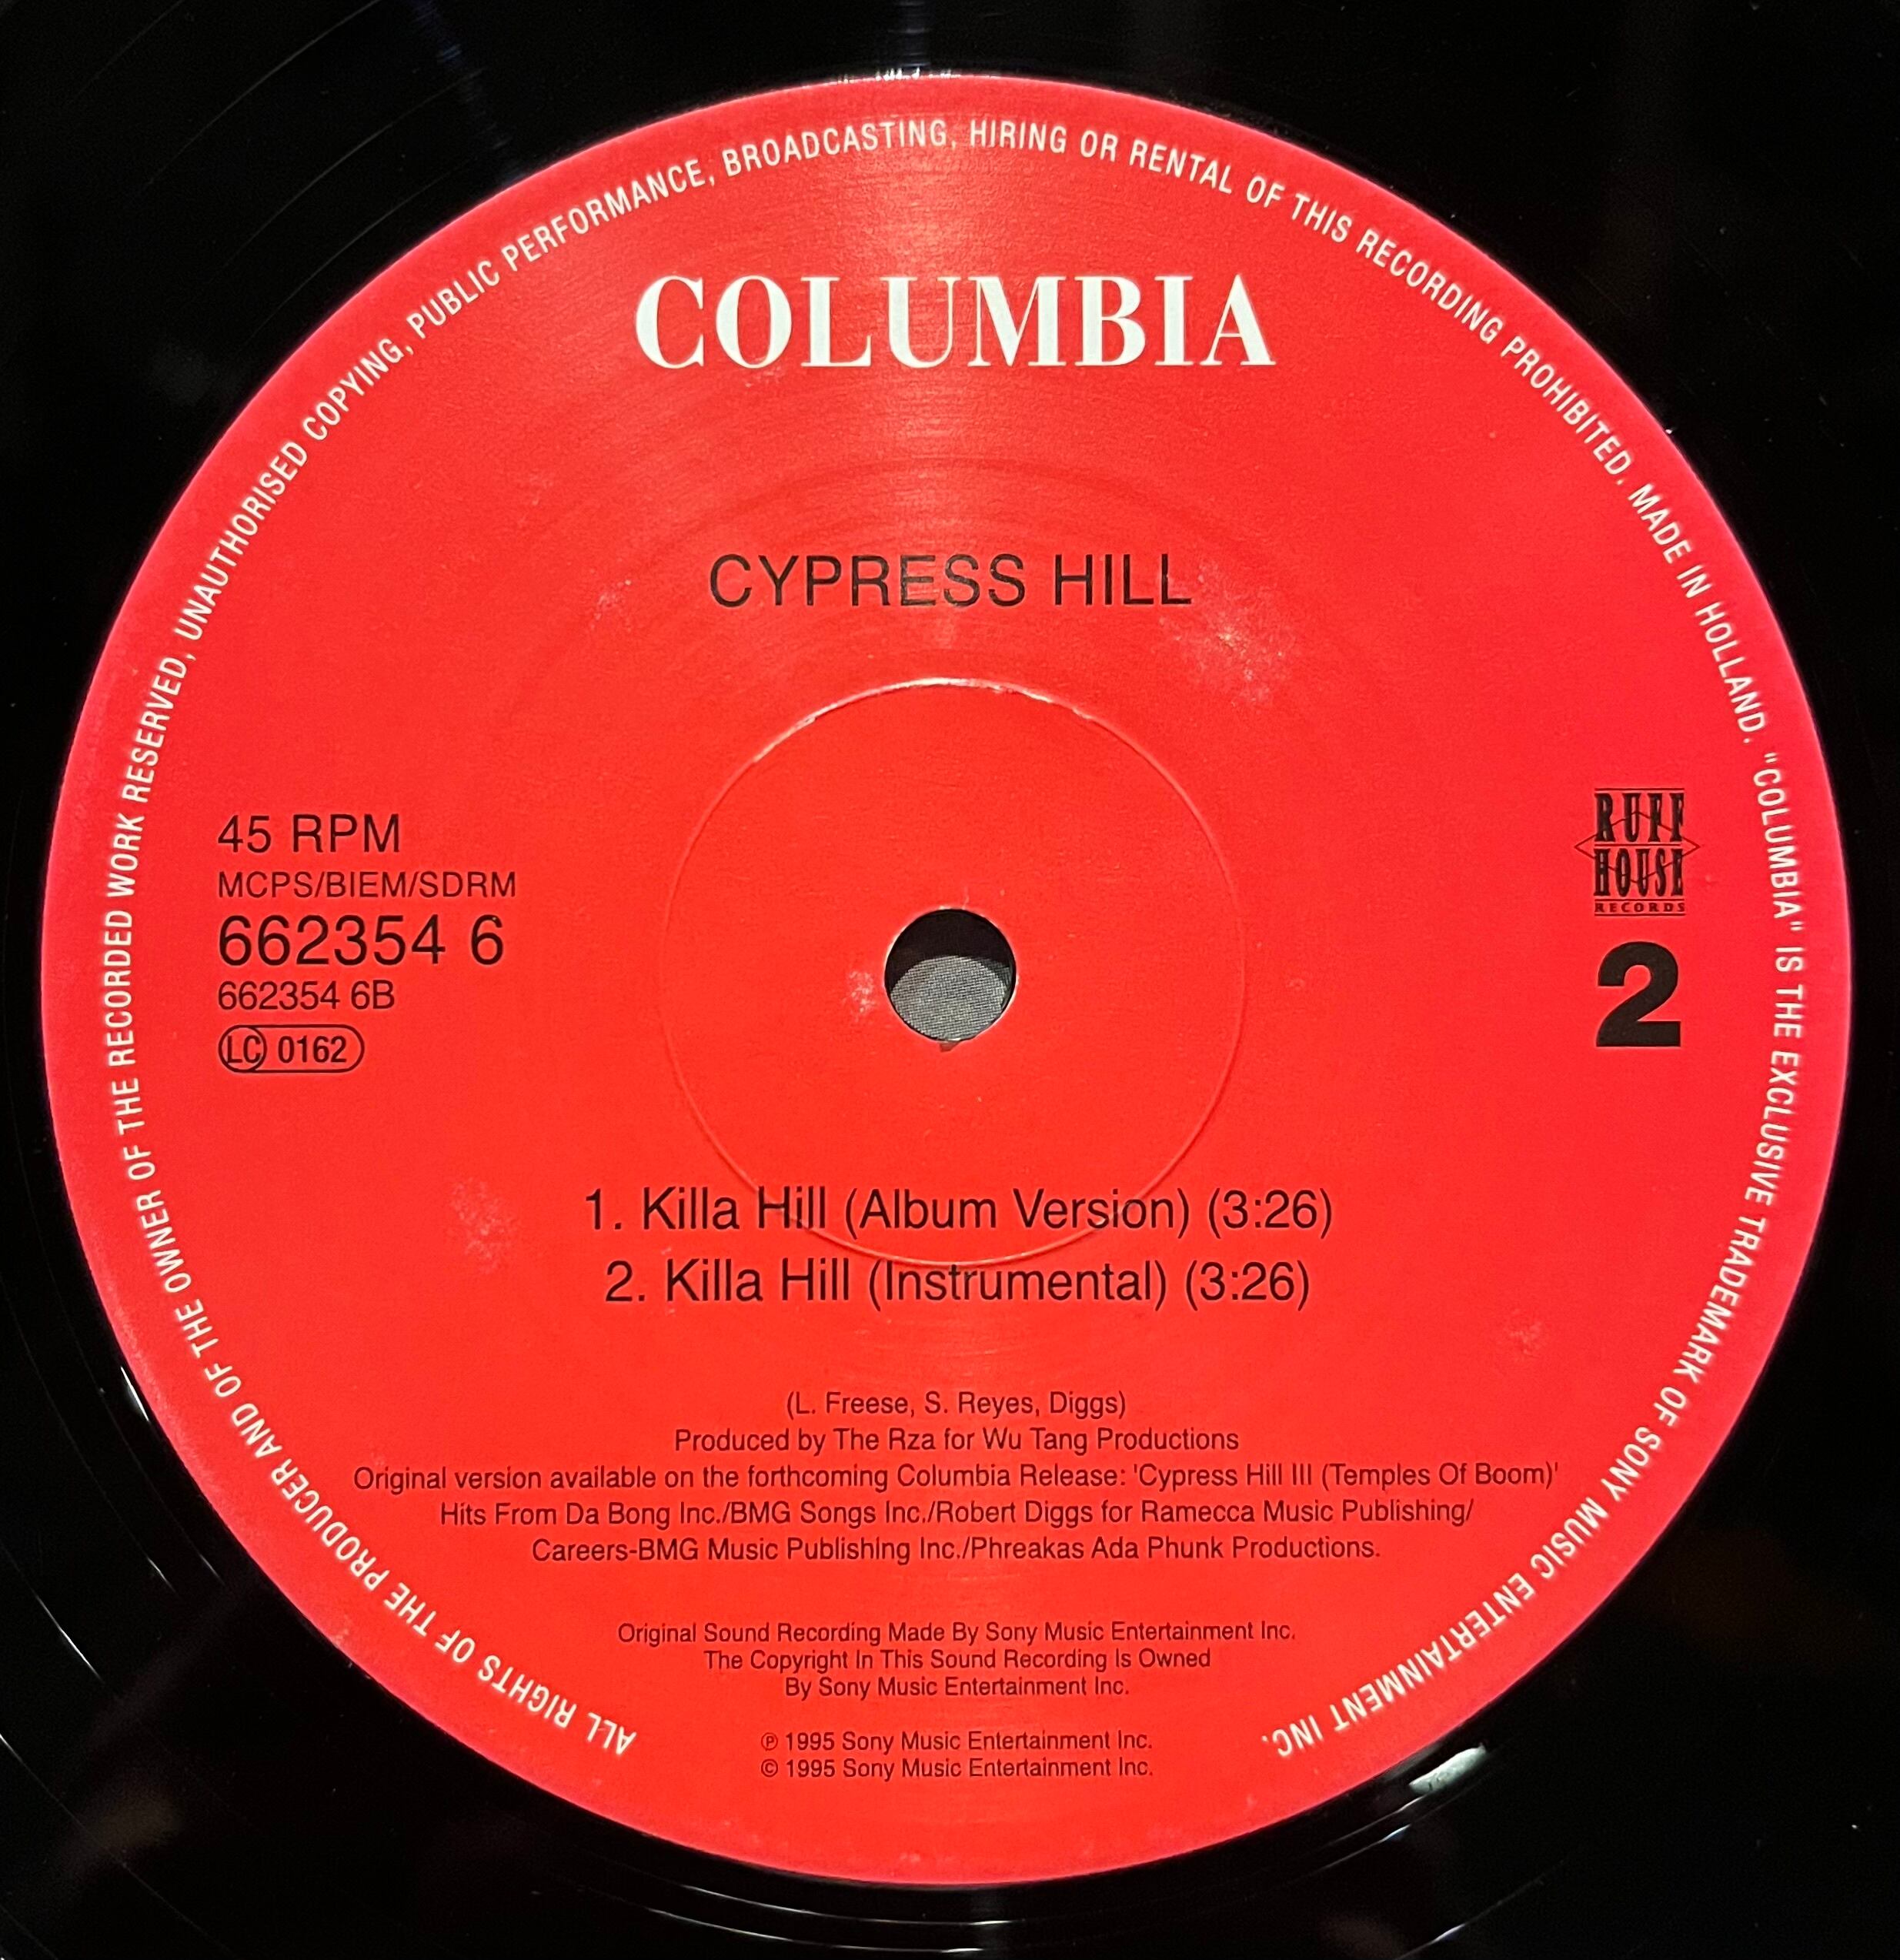 ALL RIGHTS OF THE PRODUCER AND OF THE OWNER OF THE RECORDED WORK RESERVED, UNAUTHORISED COPYING, PUBLIC PERFORMANCE, BROADCASTING, HIRING OR RENTAL OF THIS RECORDING PROHIBITED. MADE IN HOLLAND. "COLUMBIA" IS THE EXCLUSIVE TRADEMARK OF SONY MUSIC ENTERTAINMENT INC.
COLUMBIA
CYPRESS HILL
45 RPM
MCPS/BIEM/SDRM
662354 6
662354 6B
LC 0162
RUFF
HOUSE
RECORDS
2
1. Killa Hill (Album Version) (3:26)
2. Killa Hill (Instrumental) (3:26)
(L. Freese, S. Reyes, Diggs)
Produced by The Rza for Wu Tang Productions
Original version available on the forthcoming Columbia Release: 'Cypress Hill III (Temples Of Boom)'
Hits From Da Bong Inc./BMG Songs Inc./Robert Diggs for Ramecca Music Publishing/
Careers-BMG Music Publishing Inc./Phreakas Ada Phunk Productions.
Original Sound Recording Made By Sony Music Entertainment Inc.
The Copyright In This Sound Recording Is Owned
By Sony Music Entertainment Inc.
℗ 1995 Sony Music Entertainment Inc.
© 1995 Sony Music Entertainment Inc.